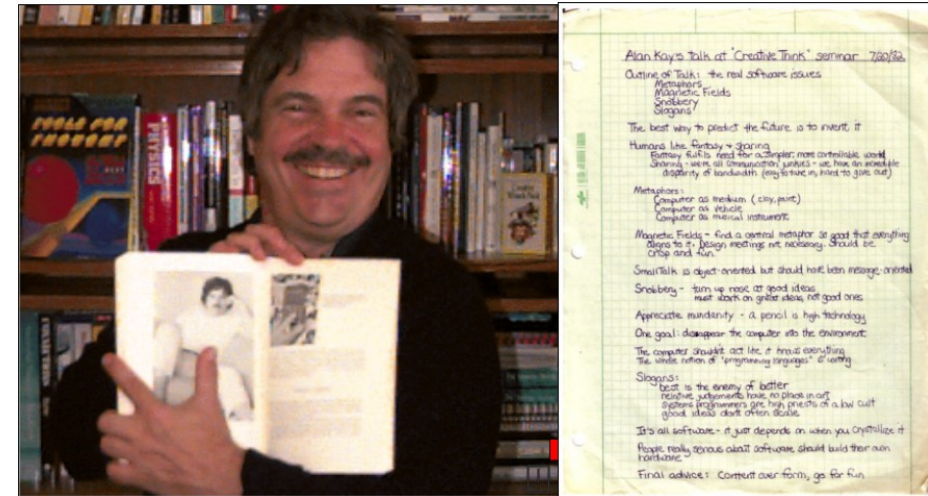 FOOD FOR
THOUGHT
PHYSICS
Alan Kay's talk at "Creative Think" seminar 7/20/82
Outline of Talk: the real software issues
Metaphors
Magnetic Fields
Snobbery
Slogans
The best way to predict the future is to invent it
Humans like fantasy + sharing
Fantasy fulfils need for a simpler, more controllable world
Sharing - we're all communication junkies - we have an incredible
disparity of bandwidth (easy to take in, hard to give out)
Metaphors:
Computer as medium (clay, paint)
Computer as vehicle
Computer as musical instrument
Magnetic Fields - find a central metaphor so good that everything
aligns to it. Design meetings not necessary. Should be
crisp and fun.
SmallTalk is object-oriented but should have been message-oriented
Snobbery - turn up nose at good ideas
must work on great ideas, not good ones
Appreciate mundanity - a pencil is high technology
One goal: disappear the computer into the environment
The computer shouldn't act like it knows everything
The whole notion of "programming languages" is wrong
Slogans:
best is the enemy of better
relative judgements have no place in art
systems programmers are high priests of a low cult
good ideas don't often scale
It's all software - it just depends on when you crystallize it
People really serious about software should build their own
hardware
Final advice: Content over form, go for fun